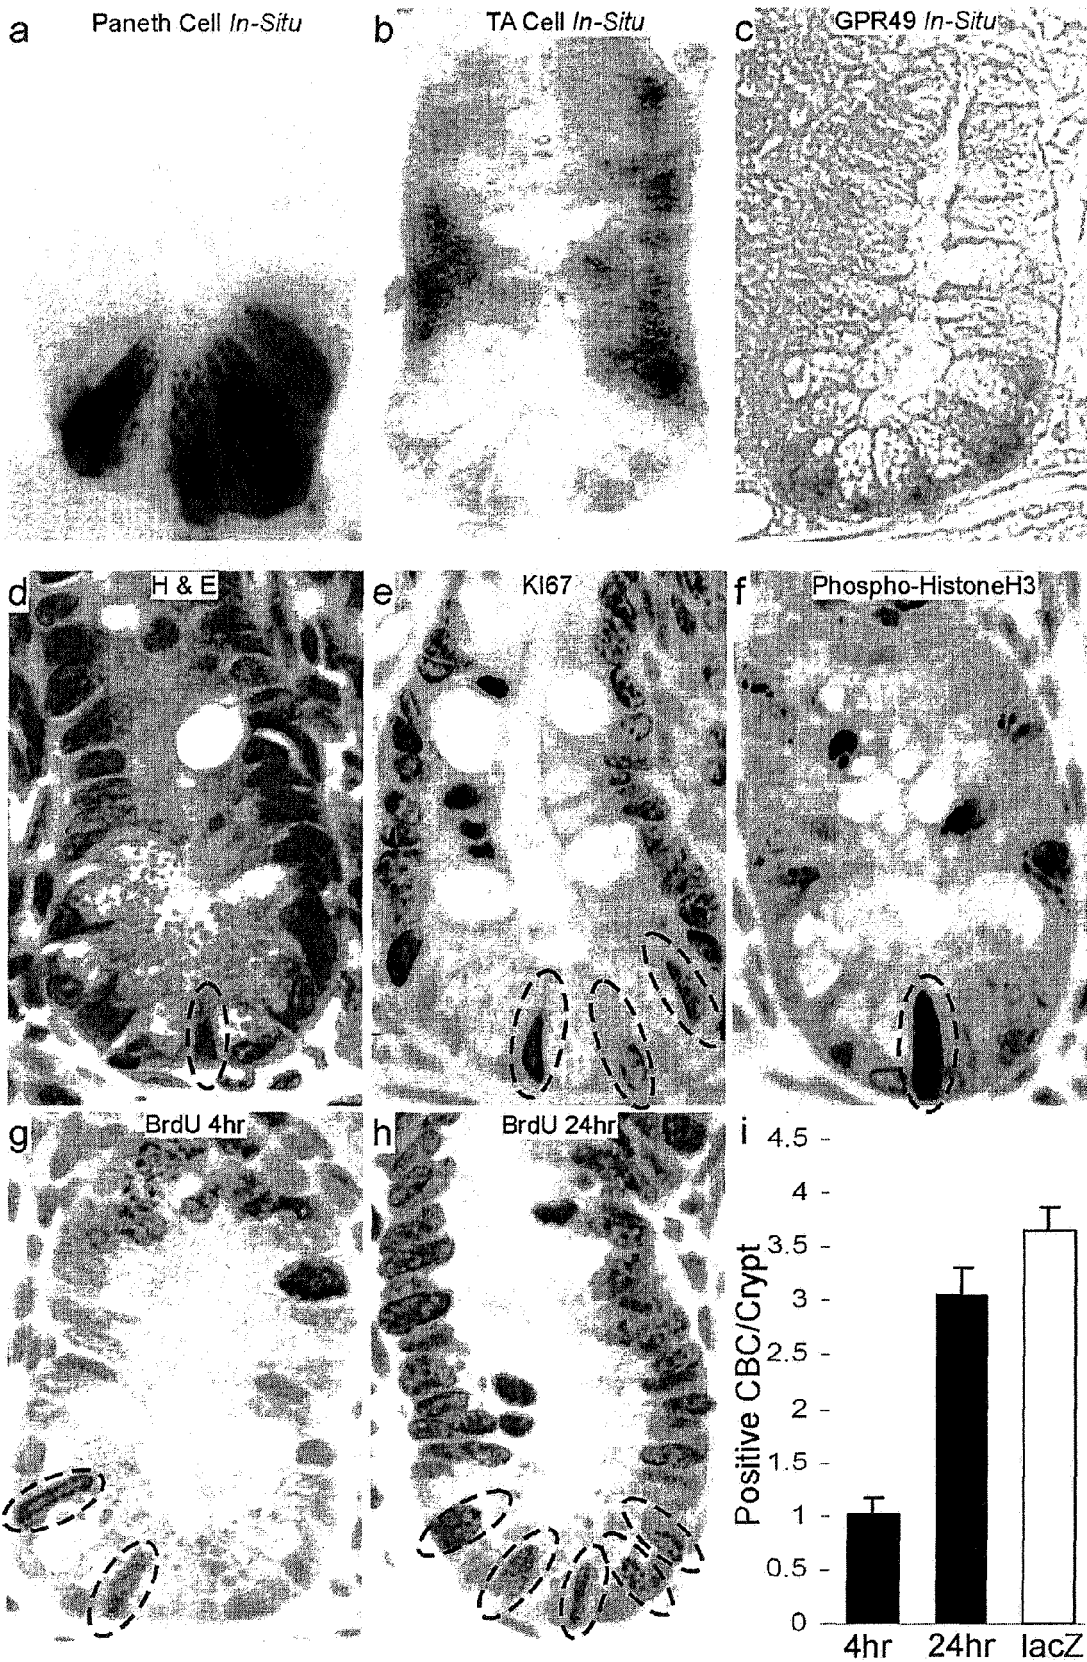 a Paneth Cell In-Situ
b TA Cell In-Situ
c GPR49 In-Situ
d H & E
e KI67
f Phospho-HistoneH3
g BrdU 4hr
h BrdU 24hr
i
Positive CBC/Crypt
4.5
4
3.5
3
2.5
2
1.5
1
0.5
0
4hr 24hr lacZ